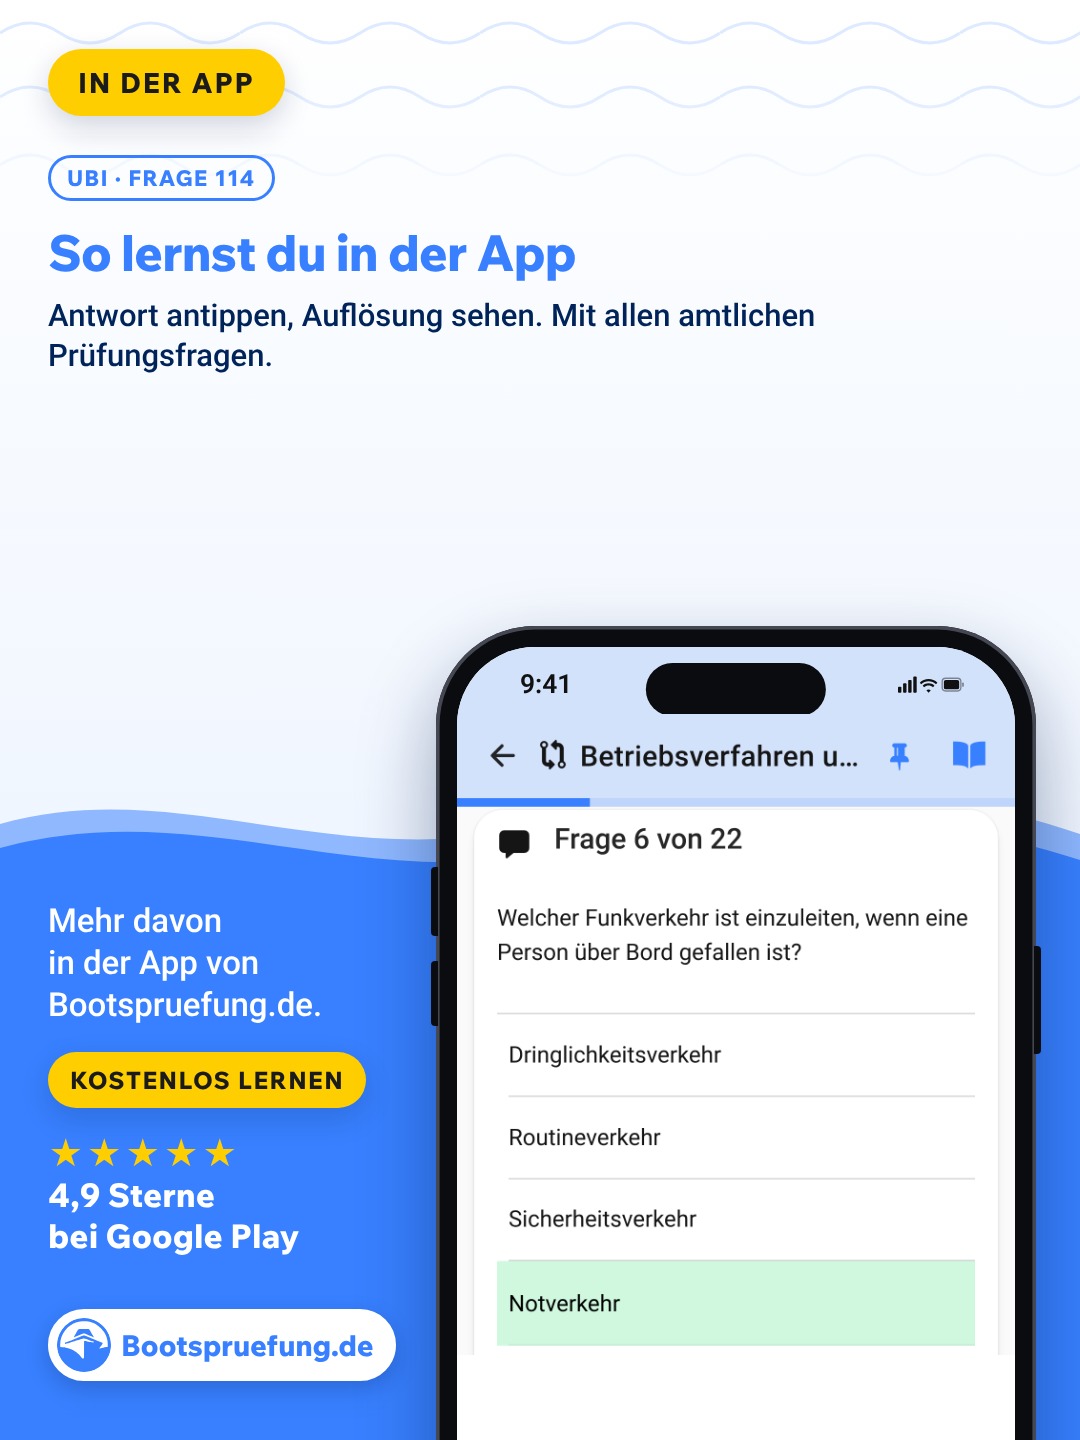 IN DER APP
UBI · FRAGE 114
So lernst du in der App
Antwort antippen, Auflösung sehen. Mit allen amtlichen
Prüfungsfragen.
9:41
Betriebsverfahren u...
Frage 6 von 22
Welcher Funkverkehr ist einzuleiten, wenn eine
Person über Bord gefallen ist?
Dringlichkeitsverkehr
Routineverkehr
Sicherheitsverkehr
Notverkehr
Mehr davon
in der App von
Bootspruefung.de.
KOSTENLOS LERNEN
4,9 Sterne
bei Google Play
Bootspruefung.de